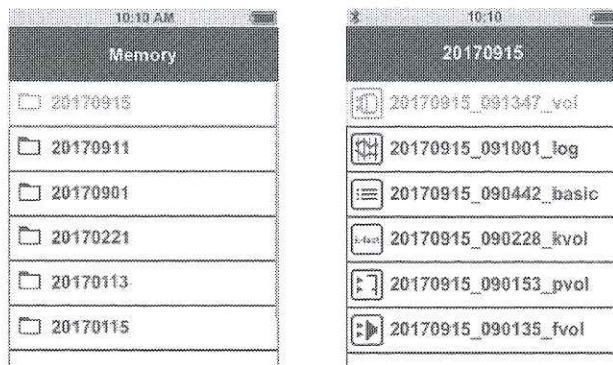 10:10 AM
Memory
20170915
20170911
20170901
20170221
20170113
20170115
10:10
20170915
20170915_091347_vol
20170915_091001_log
20170915_090442_basic
20170915_090228_kvol
k-fact
20170915_090153_pvol
20170915_090135_fvol